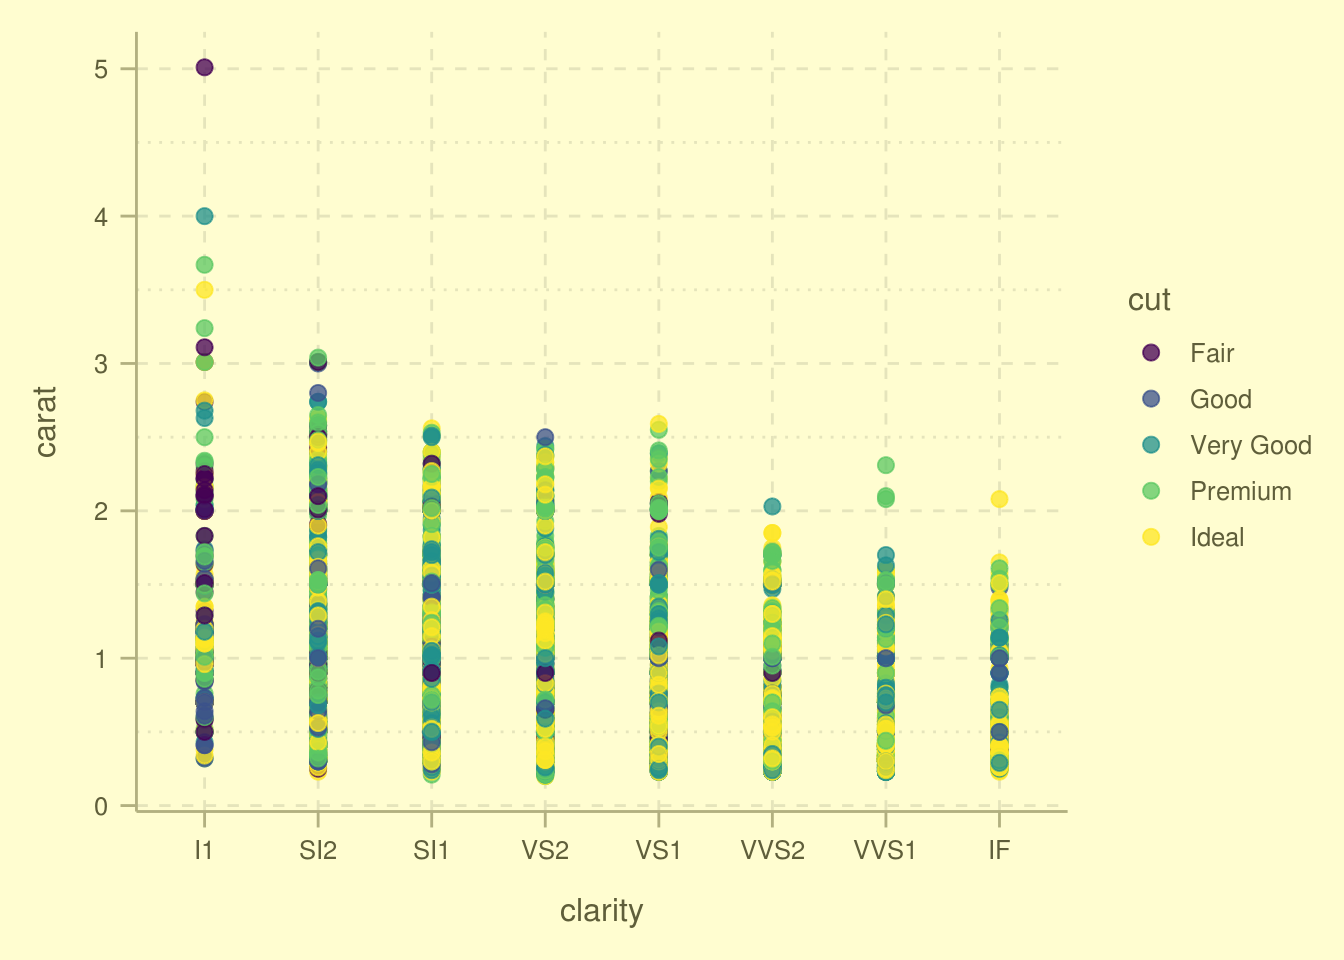 5
4
3
2
1
0
carat
I1 SI2 SI1 VS2 VS1 VVS2 VVS1 IF
clarity
cut
Fair
Good
Very Good
Premium
Ideal